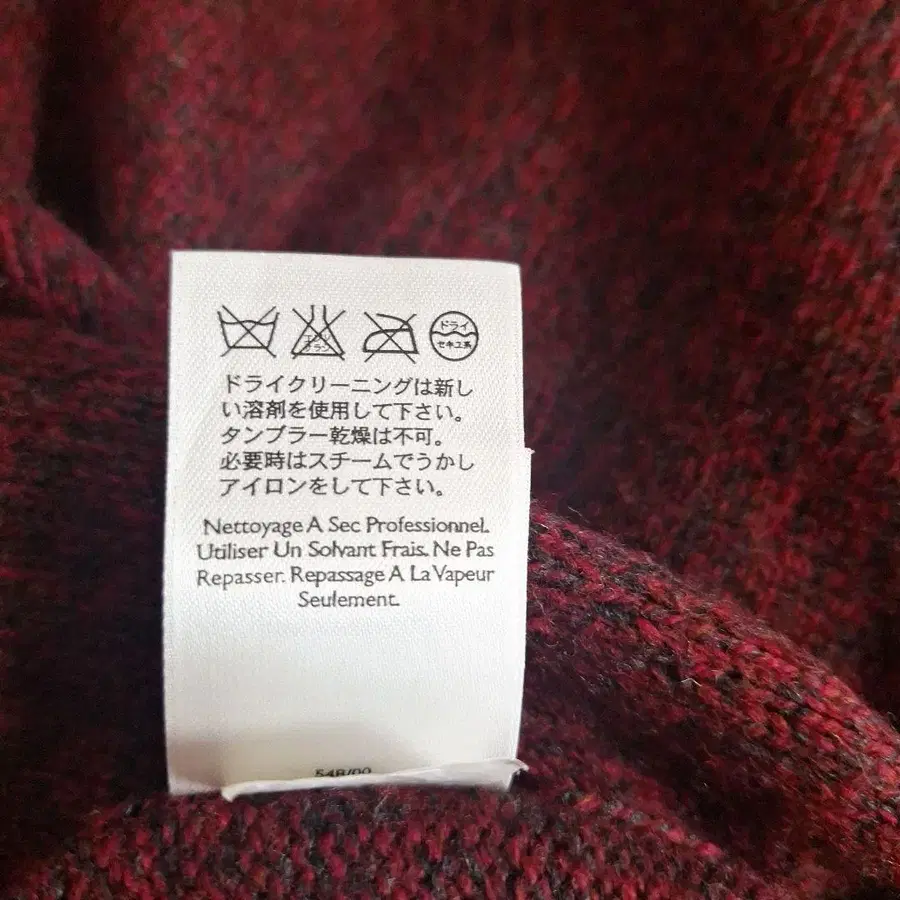 ドライ
セキユ系
ドライクリーニングは新し
い溶剤を使用して下さい。
タンブラー乾燥は不可。
必要時はスチームでうかし
アイロンをして下さい。
Nettoyage A Sec Professionnel.
Utiliser Un Solvant Frais. Ne Pas
Repasser. Repassage A La Vapeur
Seulement.